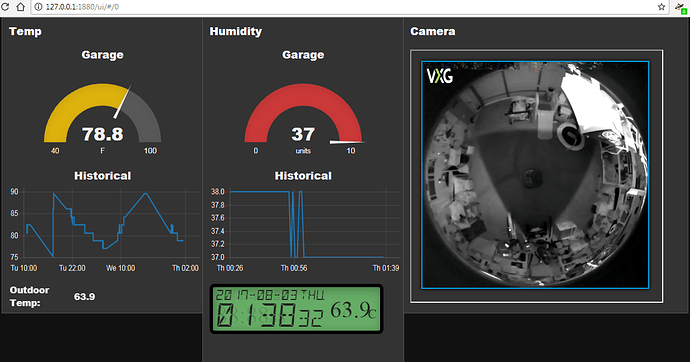 127.0.0.1:1880/ui/#/0
Temp
Garage
78.8
40 F 100
Historical
90
85
80
75
Tu 10:00 Tu 22:00 We 10:00 Th 02:00
Outdoor
Temp: 63.9
Humidity
Garage
37
0 units 10
Historical
38.0
37.8
37.6
37.4
37.2
37.0
Th 00:26 Th 00:56 Th 01:39
2017-08-03 THU
01:38 32 63.9C
Camera
VXG